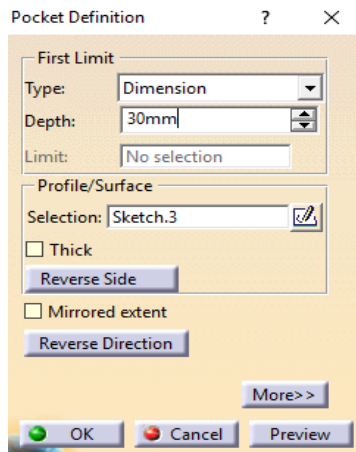 Pocket Definition ? ×
First Limit
Type: Dimension
Depth: 30mm
Limit: No selection
Profile/Surface
Selection: Sketch.3
Thick
Reverse Side
Mirrored extent
Reverse Direction
More>>
OK Cancel Preview